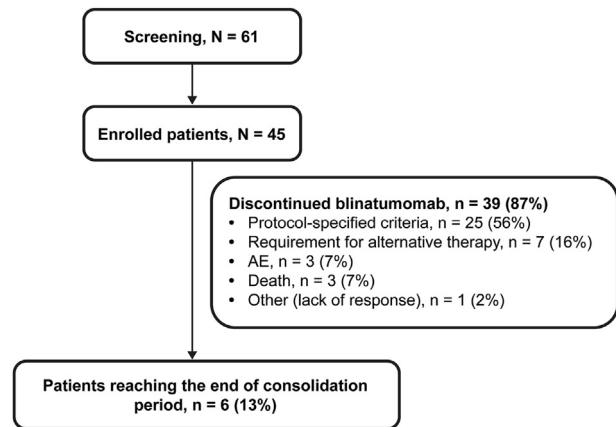 Screening, N = 61
Enrolled patients, N = 45
Discontinued blinatumomab, n = 39 (87%)
• Protocol-specified criteria, n = 25 (56%)
• Requirement for alternative therapy, n = 7 (16%)
• AE, n = 3 (7%)
• Death, n = 3 (7%)
• Other (lack of response), n = 1 (2%)
Patients reaching the end of consolidation
period, n = 6 (13%)